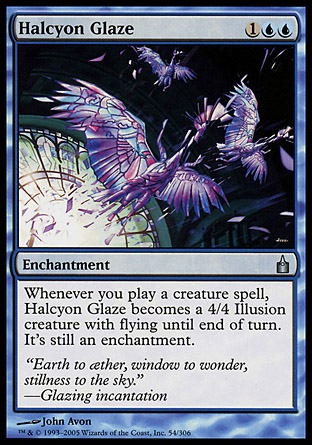 Halcyon Glaze 1
Enchantment
Whenever you play a creature spell,
Halcyon Glaze becomes a 4/4 Illusion
creature with flying until end of turn.
It's still an enchantment.
“Earth to æther, window to wonder,
stillness to the sky.”
—Glazing incantation
John Avon
™ & © 1993–2005 Wizards of the Coast, Inc. 54/306